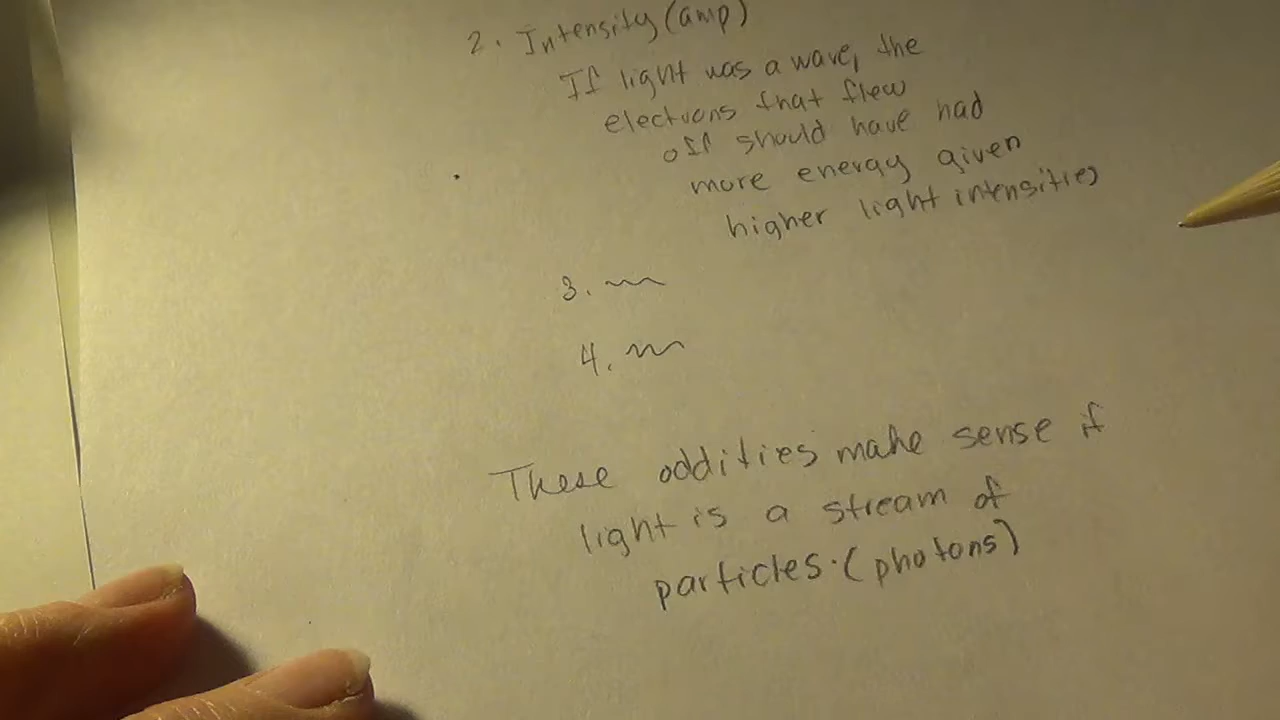 2. Intensity (amp)
If light was a wave, the
electrons that flew
off should have had
more energy given
higher light intensities
3.
4.
These oddities make sense if
light is a stream of
particles. (photons)